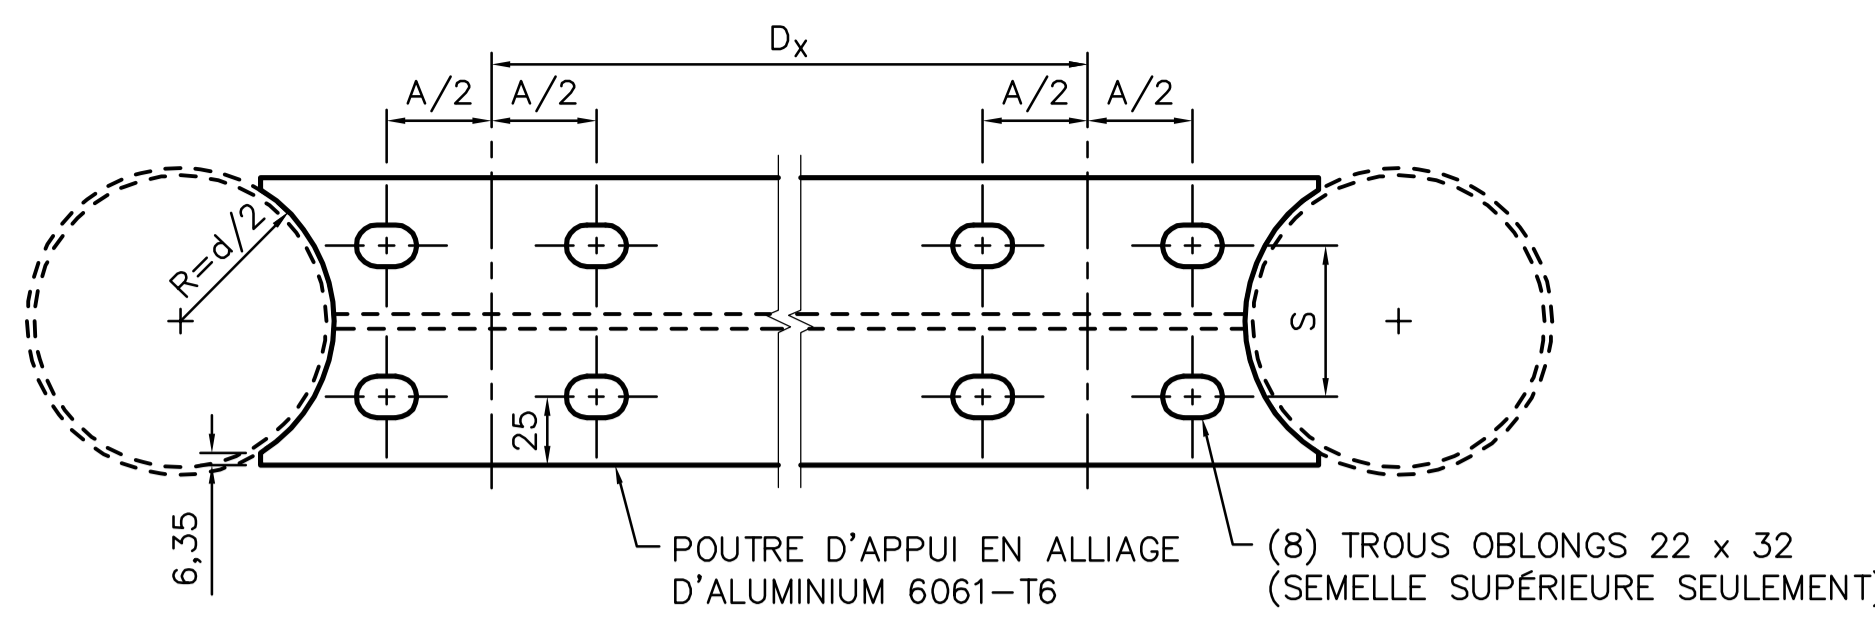 Dx
A/2 A/2 A/2 A/2
R=d/2
S
25
6,35
POUTRE D'APPUI EN ALLIAGE
D'ALUMINIUM 6061-T6
(8) TROUS OBLONGS 22 x 32
(SEMELLE SUPÉRIEURE SEULEMENT)